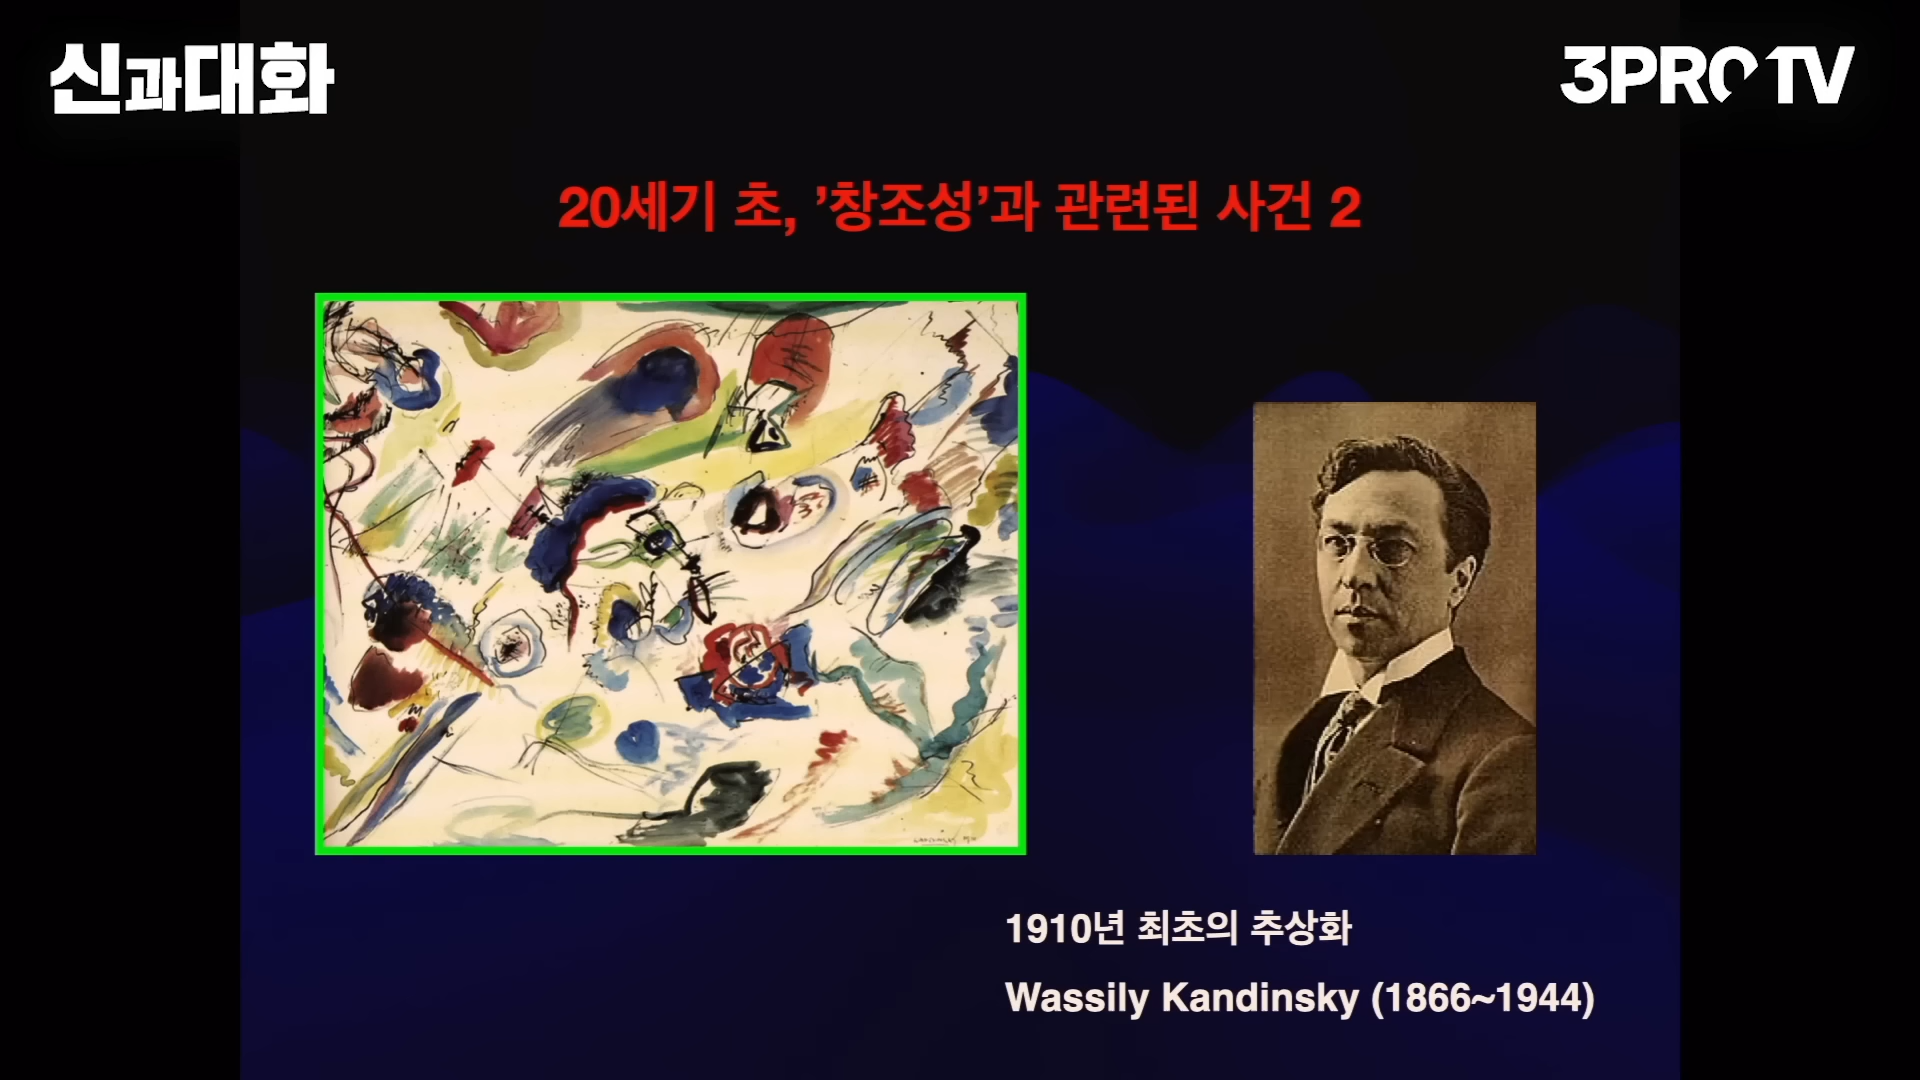 신과대화
3PROTV
20세기 초, ’창조성’과 관련된 사건 2
1910년 최초의 추상화
Wassily Kandinsky (1866~1944)